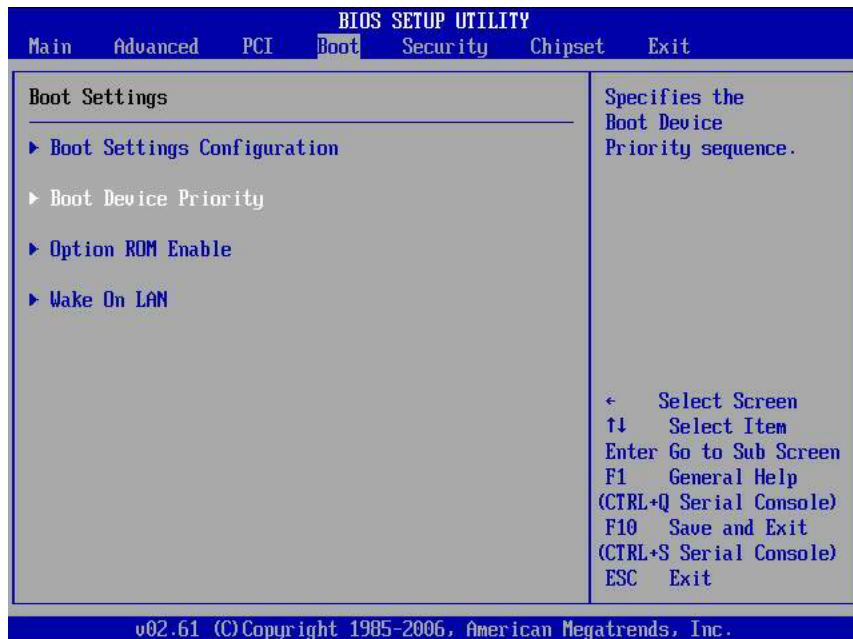 BIOS SETUP UTILITY
Main Advanced PCI Boot Security Chipset Exit
Boot Settings
▶ Boot Settings Configuration
▶ Boot Device Priority
▶ Option ROM Enable
▶ Wake On LAN
Specifies the
Boot Device
Priority sequence.
← Select Screen
↑↓ Select Item
Enter Go to Sub Screen
F1 General Help
(CTRL+Q Serial Console)
F10 Save and Exit
(CTRL+S Serial Console)
ESC Exit
v02.61 (C)Copyright 1985-2006, American Megatrends, Inc.